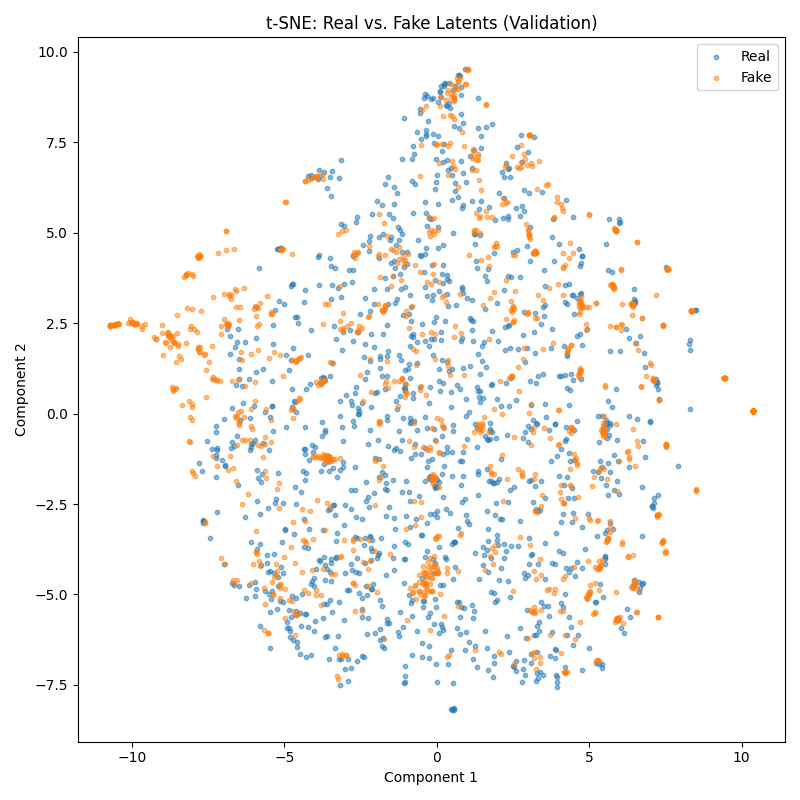 t-SNE: Real vs. Fake Latents (Validation)
Real
Fake
10.0
7.5
5.0
2.5
0.0
−2.5
−5.0
−7.5
Component 2
−10
−5
0
5
10
Component 1